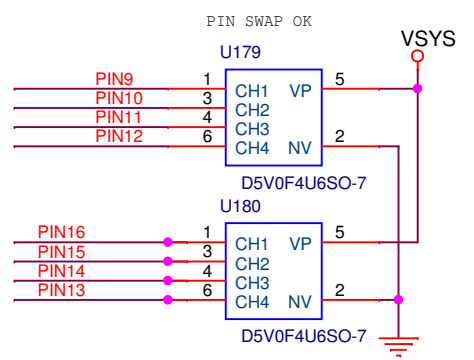 PIN SWAP OK
VSYS
U179
PIN9 1 CH1 VP 5
PIN10 3 CH2
PIN11 4 CH3
PIN12 6 CH4 NV 2
D5V0F4U6SO-7
U180
PIN16 1 CH1 VP 5
PIN15 3 CH2
PIN14 4 CH3
PIN13 6 CH4 NV 2
D5V0F4U6SO-7